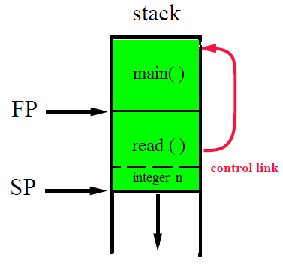 stack
main( )
FP
read ( )
control link
integer n
SP